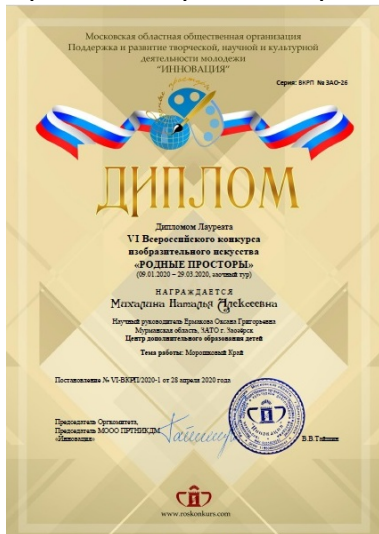 Московская областная общественная организация
Поддержка и развитие творческой, научной и культурной
деятельности молодежи
"ИННОВАЦИЯ"
Серия: ВКРП № ЗАО-26
ДИПЛОМ
Дипломом Лауреата
VI Всероссийского конкурса
изобразительного искусства
«РОДНЫЕ ПРОСТОРЫ»
(09.01.2020 – 29.03.2020, заочный тур)
НАГРАЖДАЕТСЯ
Михалина Наталья Алексеевна
Научный руководитель Ермакова Оксана Григорьевна
Мурманская область, ЗАТО г. Заозёрск
Центр дополнительного образования детей
Тема работы: Морошковый Край
Постановление № VI-ВКРП/2020-1 от 28 апреля 2020 года
Председатель Оргкомитета,
Председатель МООО ПРТНИКДМ
«Инновация»
В.В.Тайшин
www.roskonkurs.com